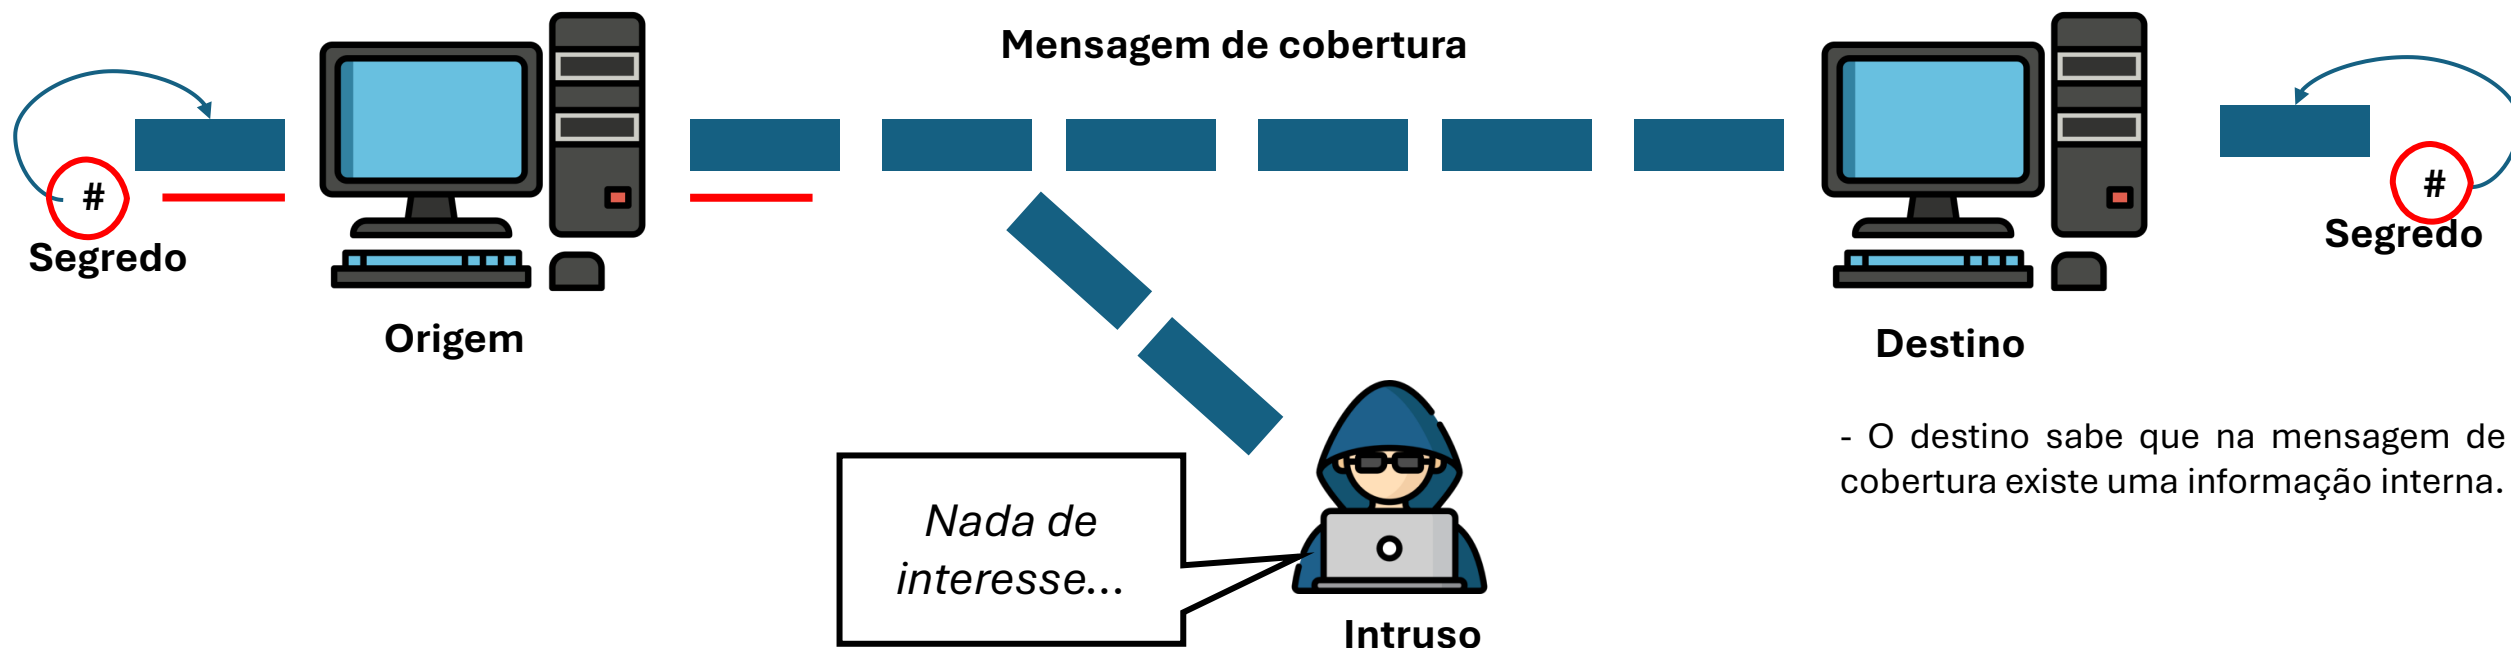 Mensagem de cobertura
#
Segredo
Origem
#
Segredo
Destino
- O destino sabe que na mensagem de
cobertura existe uma informação interna.
Nada de
interesse...
Intruso